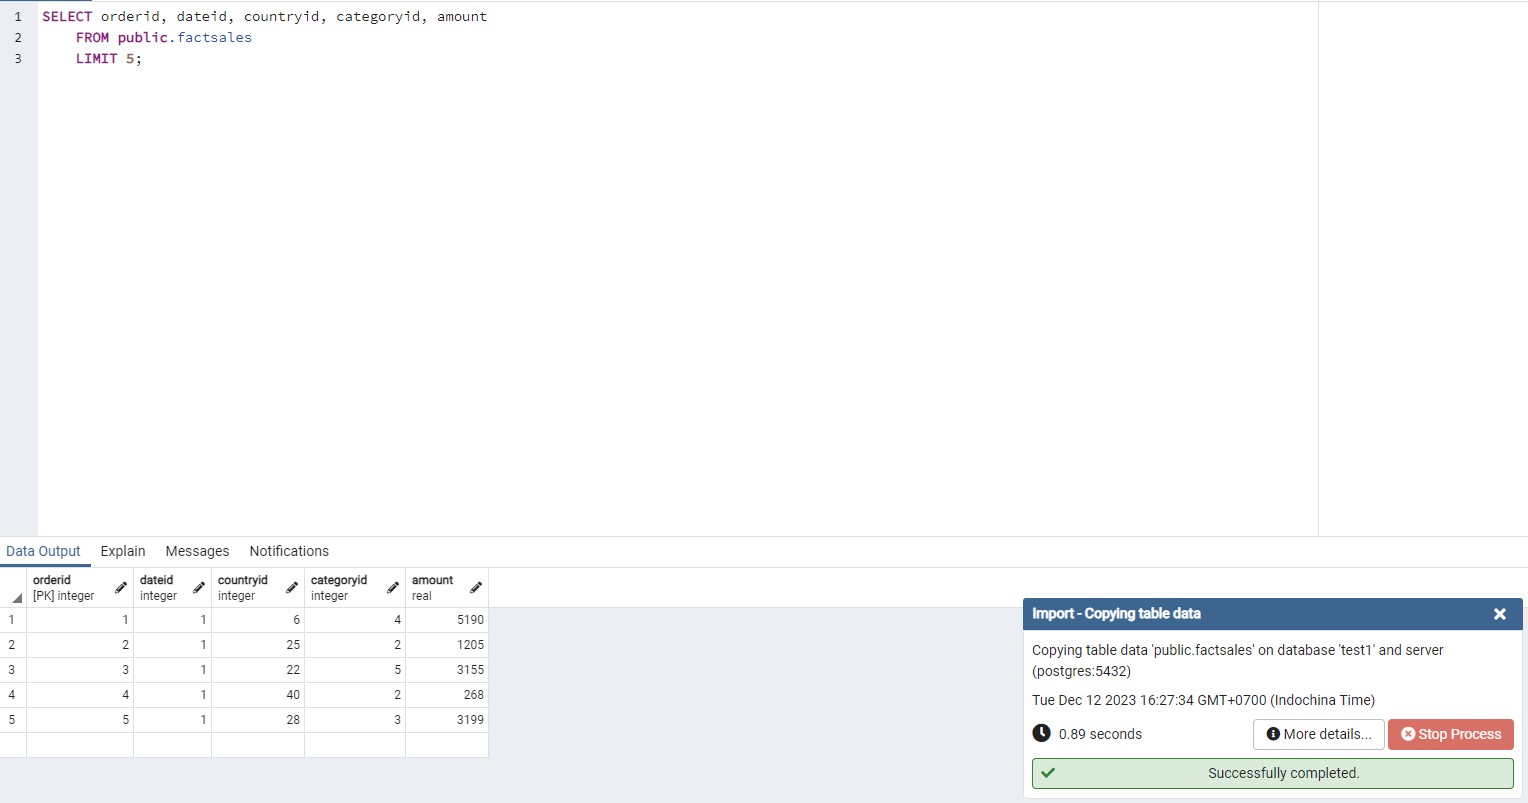 1 SELECT orderid, dateid, countryid, categoryid, amount
2 FROM public.factsales
3 LIMIT 5;
Data Output Explain Messages Notifications
orderid dateid countryid categoryid amount
[PK] integer integer integer integer real
1 1 1 6 4 5190
2 2 1 25 2 1205
3 3 1 22 5 3155
4 4 1 40 2 268
5 5 1 28 3 3199
Import - Copying table data
Copying table data 'public.factsales' on database 'test1' and server
(postgres:5432)
Tue Dec 12 2023 16:27:34 GMT+0700 (Indochina Time)
0.89 seconds More details... Stop Process
Successfully completed.